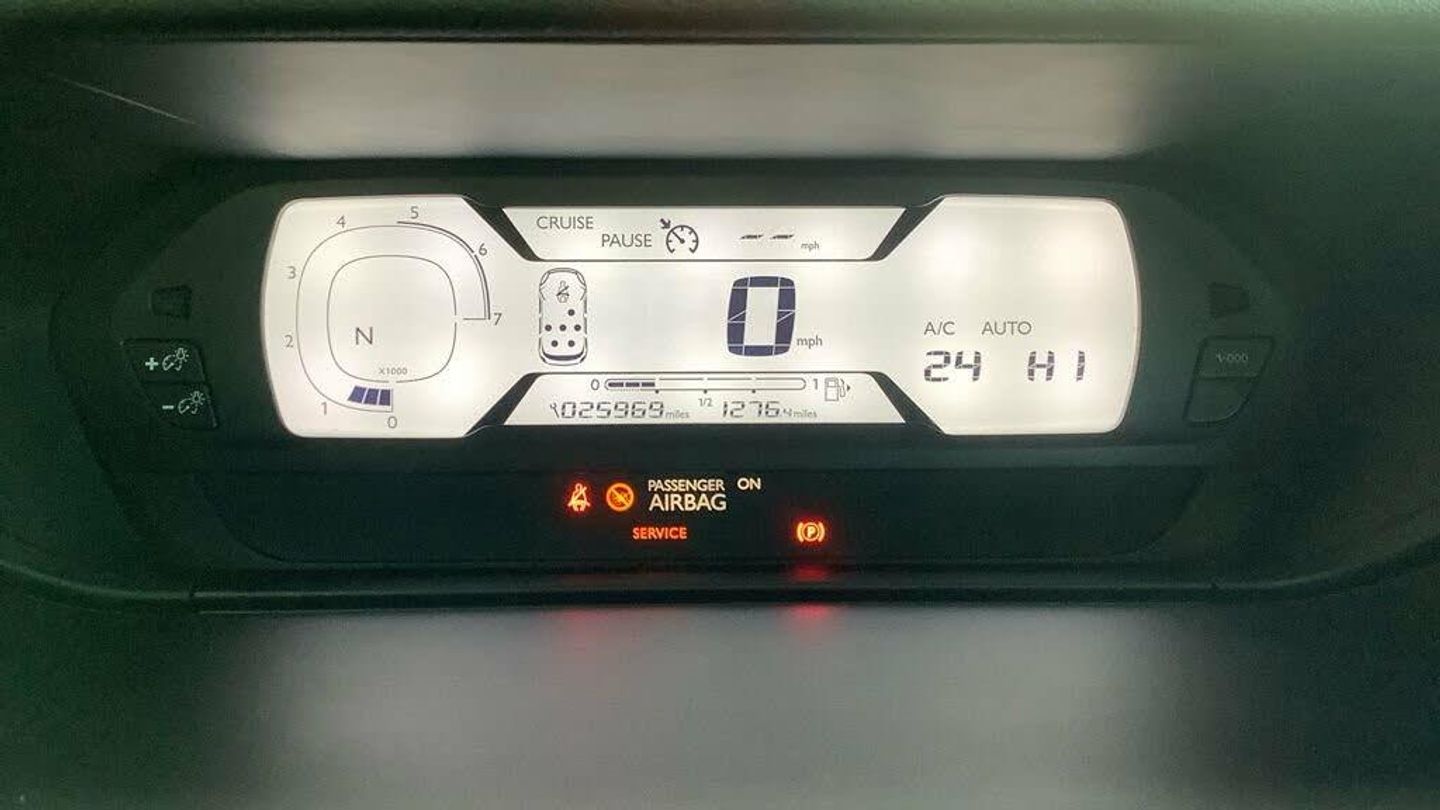 4 5 6 7
3
2
1 0
N
X1000
CRUISE
PAUSE -- mph
0 mph
A/C AUTO
24 HI
0 1/2 1
025969 miles 1276.4 miles
+
-
\-000
PASSENGER ON
AIRBAG
SERVICE
P